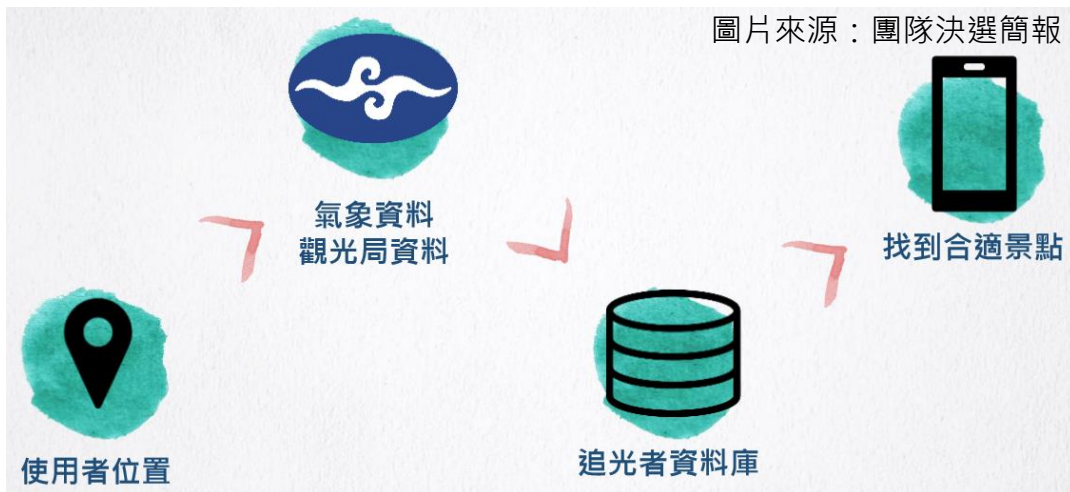 圖片來源：團隊決選簡報
氣象資料
觀光局資料
找到合適景點
使用者位置
追光者資料庫